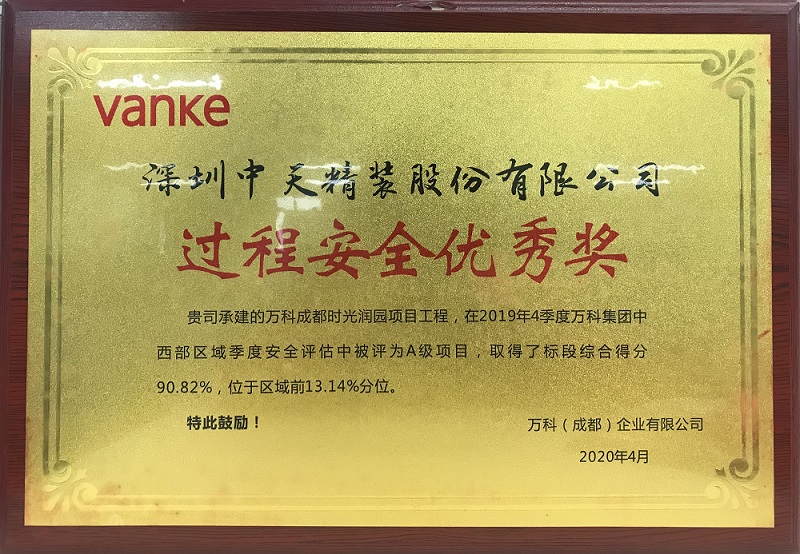 vanke
深圳中天精装股份有限公司
过程安全优秀奖
贵司承建的万科成都时光润园项目工程，在2019年4季度万科集团中
西部区域季度安全评估中被评为A级项目，取得了标段综合得分
90.82%，位于区域前13.14%分位。
特此鼓励！
万科（成都）企业有限公司
2020年4月